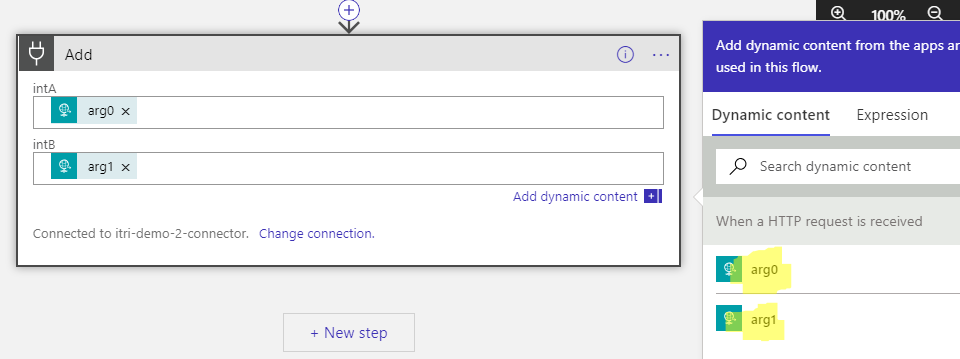 100%
Add
Add dynamic content from the apps an
used in this flow.
intA
arg0 ×
intB
arg1 ×
Add dynamic content +
Connected to itri-demo-2-connector. Change connection.
+ New step
Dynamic content Expression
Search dynamic content
When a HTTP request is received
arg0
arg1